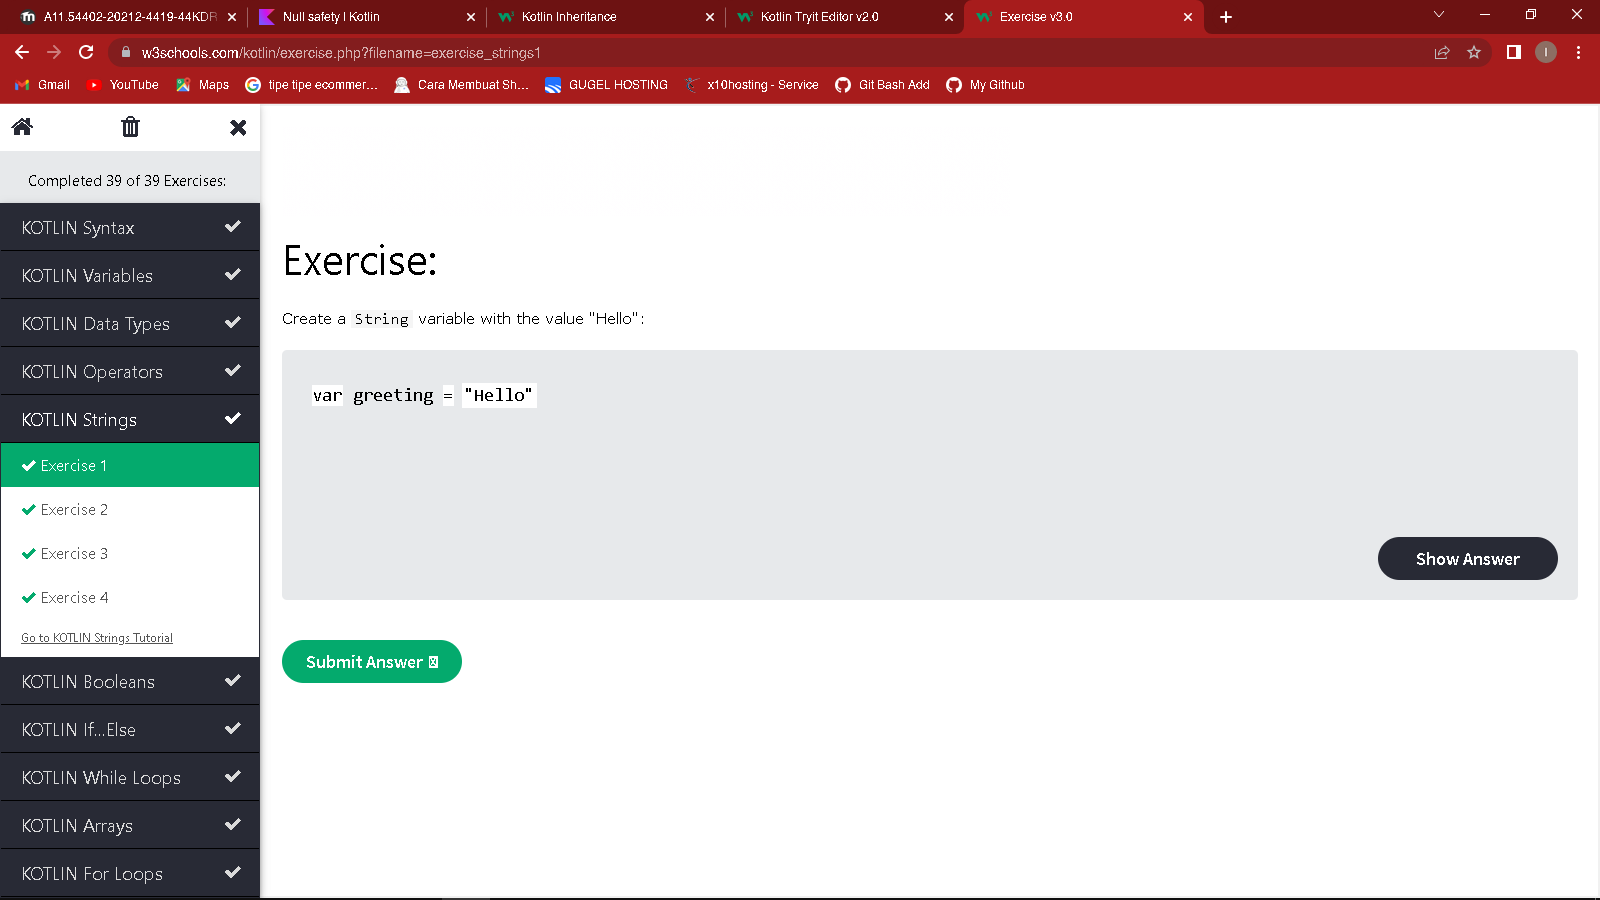 A11.54402-20212-4419-44KDR
Null safety | Kotlin
Kotlin Inheritance
Kotlin Tryit Editor v2.0
Exercise v3.0
w3schools.com/kotlin/exercise.php?filename=exercise_strings1
I
Gmail
YouTube
Maps
tipe tipe ecommer...
Cara Membuat Sh...
GUGEL HOSTING
x10hosting - Service
Git Bash Add
My Github
Completed 39 of 39 Exercises:
KOTLIN Syntax
KOTLIN Variables
KOTLIN Data Types
KOTLIN Operators
KOTLIN Strings
Exercise 1
Exercise 2
Exercise 3
Exercise 4
Go to KOTLIN Strings Tutorial
KOTLIN Booleans
KOTLIN If...Else
KOTLIN While Loops
KOTLIN Arrays
KOTLIN For Loops
Exercise:
Create a String variable with the value "Hello":
var greeting = "Hello"
Show Answer
Submit Answer